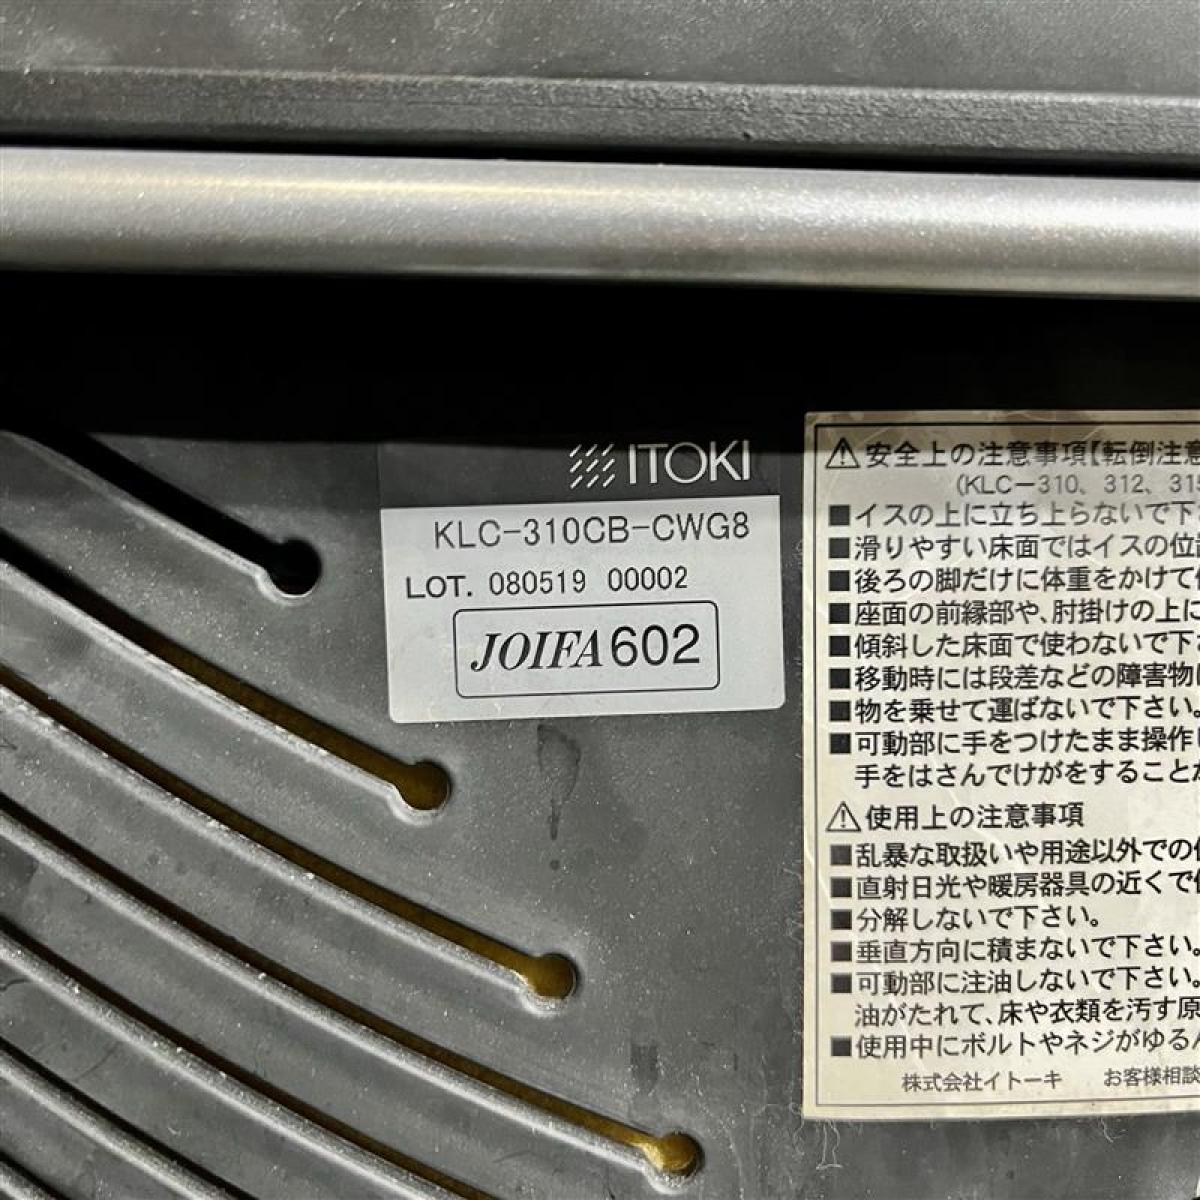 ITOKI
KLC-310CB-CWG8
LOT. 080519 00002
JOIFA602
⚠安全上の注意事項【転倒注意
(KLC-310、312、315
■イスの上に立ち上らないで下
■滑りやすい床面ではイスの位
■後ろの脚だけに体重をかけて
■座面の前縁部や、肘掛けの上に
■傾斜した床面で使わないで下
■移動時には段差などの障害物
■物を乗せて運ばないで下さい。
■可動部に手をつけたまま操作
手をはさんでけがをすることが
⚠使用上の注意事項
■乱暴な取扱いや用途以外での
■直射日光や暖房器具の近くで
■分解しないで下さい。
■垂直方向に積まないで下さい。
■可動部に注油しないで下さい。
油がたれて、床や衣類を汚す原
■使用中にボルトやネジがゆる
株式会社イトーキ お客様相談